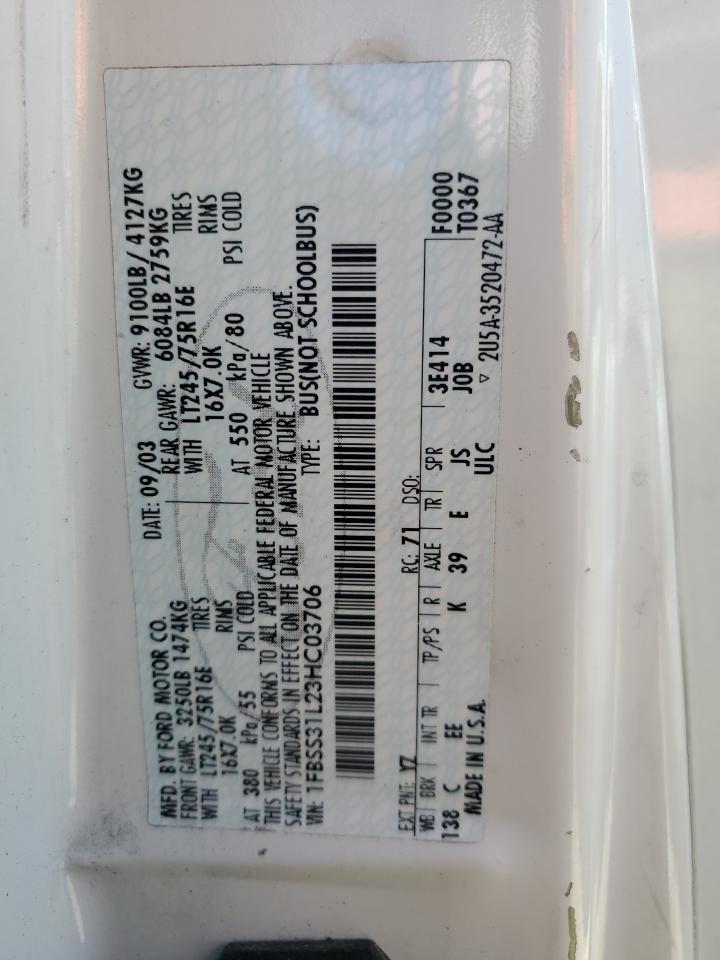 MFD. BY FORD MOTOR CO. DATE: 09/03 GVWR: 9100LB / 4127KG
FRONT GAWR: 3250LB 1474KG REAR GAWR: 6084LB 2759KG
WITH LT245/75R16E TIRES WITH LT245/75R16E TIRES
16X7.0K RIMS 16X7.0K RIMS
AT 380 kPa/55 PSI COLD AT 550 kPa/80 PSI COLD
THIS VEHICLE CONFORMS TO ALL APPLICABLE FEDERAL MOTOR VEHICLE
SAFETY STANDARDS IN EFFECT ON THE DATE OF MANUFACTURE SHOWN ABOVE.
VIN: 1FBSS31L23HC03706 TYPE: BUS(NOT SCHOOLBUS)
EXT PNT: YZ RC: 71 DSO: F0000
WB BRK INT TR TP/PS R AXLE TR SPR 3E414 T0367
138 C EE K 39 E JS JOB
MADE IN U.S.A. ULC ▽ 2U5A-3520472-AA